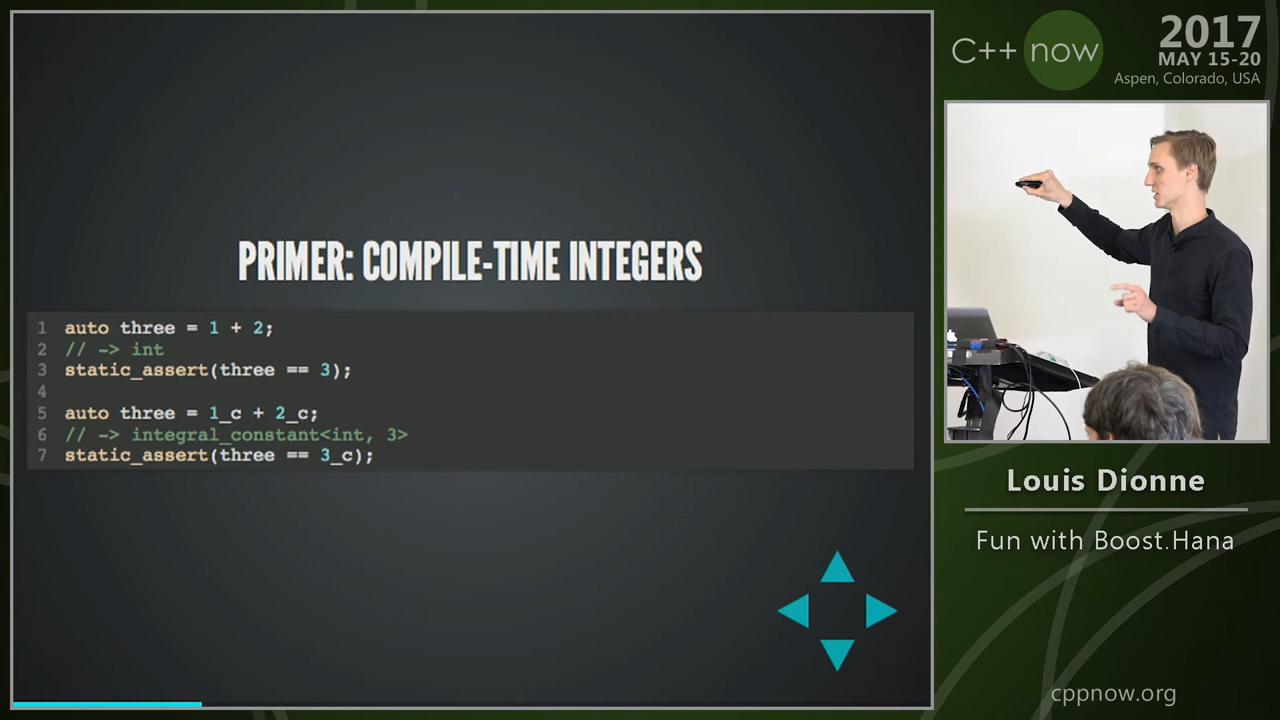 PRIMER: COMPILE-TIME INTEGERS
1 auto three = 1 + 2;
2 // -> int
3 static_assert(three == 3);
4
5 auto three = 1_c + 2_c;
6 // -> integral_constant<int, 3>
7 static_assert(three == 3_c);
C++ now
2017
MAY 15-20
Aspen, Colorado, USA
Louis Dionne
Fun with Boost.Hana
cppnow.org